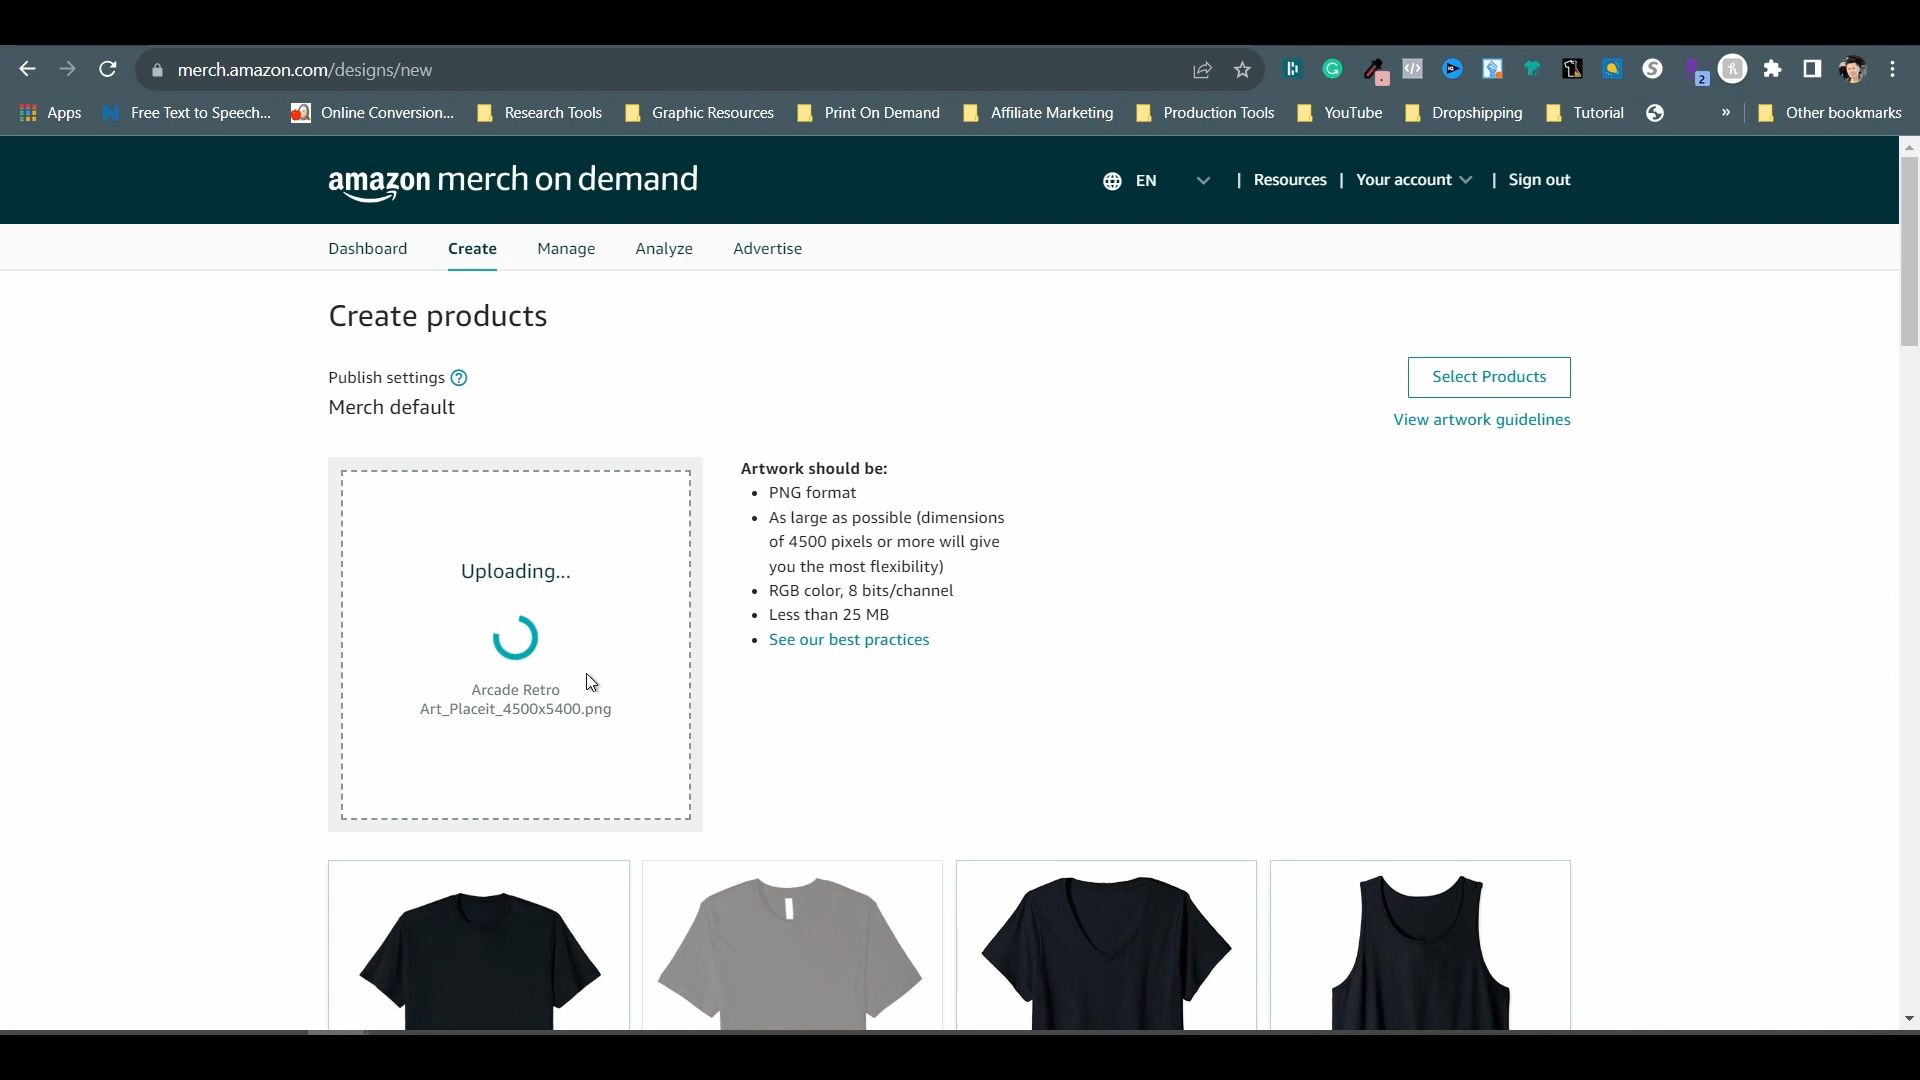 merch.amazon.com/designs/new
2
Apps Free Text to Speech... Online Conversion... Research Tools Graphic Resources Print On Demand Affiliate Marketing Production Tools YouTube Dropshipping Tutorial » Other bookmarks
amazon merch on demand EN | Resources | Your account | Sign out
Dashboard Create Manage Analyze Advertise
Create products
Publish settings ?
Merch default
Select Products
View artwork guidelines
Uploading...
Arcade Retro
Art_Placeit_4500x5400.png
Artwork should be:
• PNG format
• As large as possible (dimensions
of 4500 pixels or more will give
you the most flexibility)
• RGB color, 8 bits/channel
• Less than 25 MB
• See our best practices